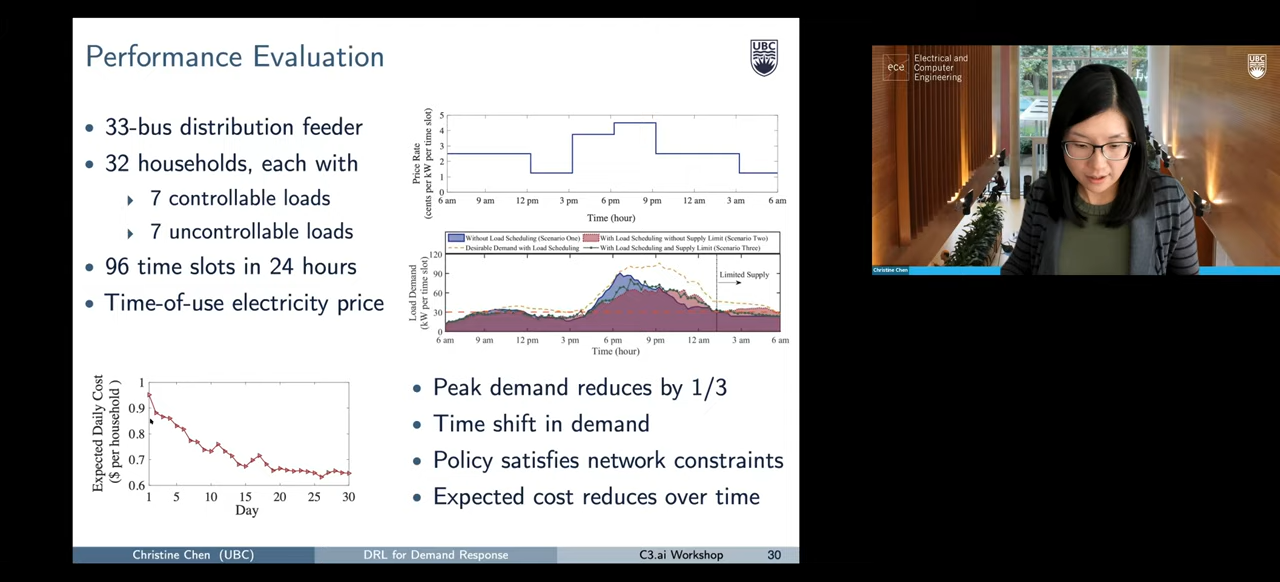 Performance Evaluation
UBC
• 33-bus distribution feeder
• 32 households, each with
7 controllable loads
7 uncontrollable loads
• 96 time slots in 24 hours
• Time-of-use electricity price
Price Rate
(cents per kW per time slot)
5
4
3
2
1
0
6 am 9 am 12 pm 3 pm 6 pm 9 pm 12 am 3 am 6 am
Time (hour)
Without Load Scheduling (Scenario One) With Load Scheduling without Supply Limit (Scenario Two)
Desirable Demand with Load Scheduling With Load Scheduling and Supply Limit (Scenario Three)
Load Demand
(kW per time slot)
120
90
60
30
0
Limited Supply
6 am 9 am 12 pm 3 pm 6 pm 9 pm 12 am 3 am 6 am
Time (hour)
Expected Daily Cost
($ per household )
1
0.9
0.8
0.7
0.6
1 5 10 15 20 25 30
Day
• Peak demand reduces by 1/3
• Time shift in demand
• Policy satisfies network constraints
• Expected cost reduces over time
Christine Chen (UBC) DRL for Demand Response C3.ai Workshop 30
ece
Electrical and
Computer
Engineering
UBC
Christine Chen